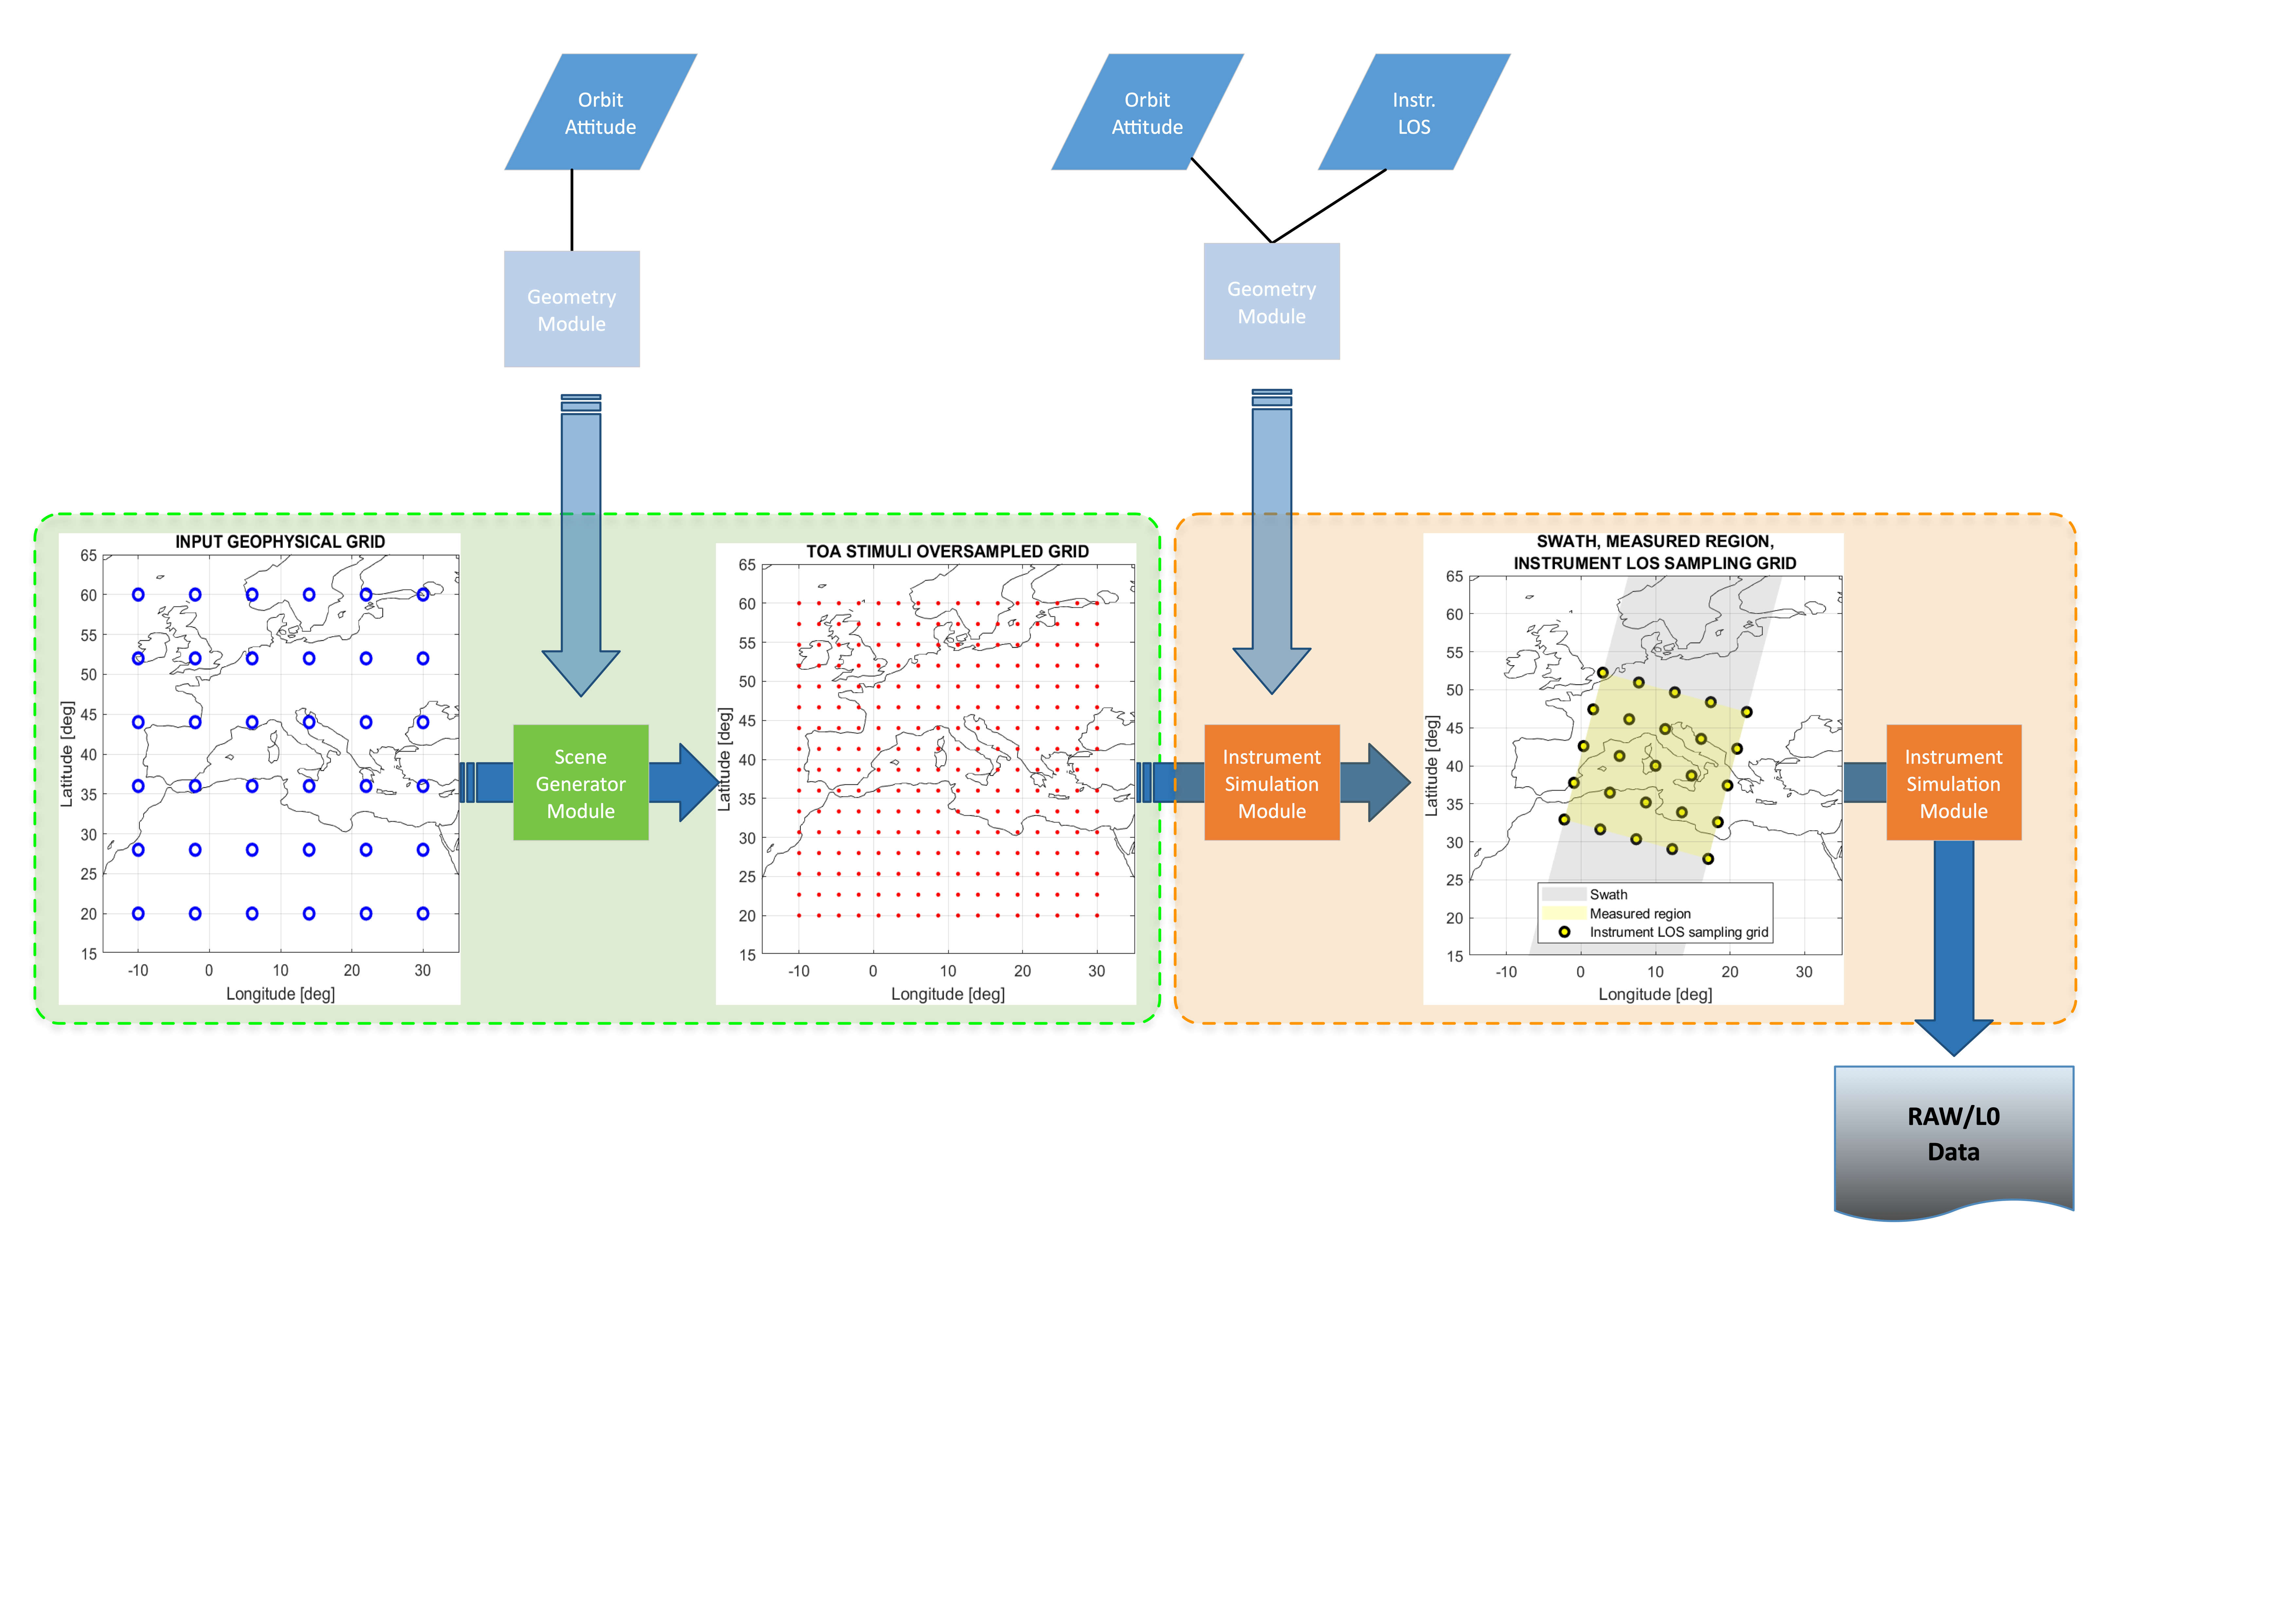 Orbit
Attitude
Orbit
Attitude
Instr.
LOS
Geometry
Module
Geometry
Module
INPUT GEOPHYSICAL GRID
65
60
55
50
45
40
35
30
25
20
15
-10
0
10
20
30
Latitude [deg]
Longitude [deg]
Scene
Generator
Module
TOA STIMULI OVERSAMPLED GRID
65
60
55
50
45
40
35
30
25
20
15
-10
0
10
20
30
Latitude [deg]
Longitude [deg]
Instrument
Simulation
Module
SWATH, MEASURED REGION,
INSTRUMENT LOS SAMPLING GRID
65
60
55
50
45
40
35
30
25
20
15
-10
0
10
20
30
Latitude [deg]
Longitude [deg]
Swath
Measured region
Instrument LOS sampling grid
Instrument
Simulation
Module
RAW/L0
Data